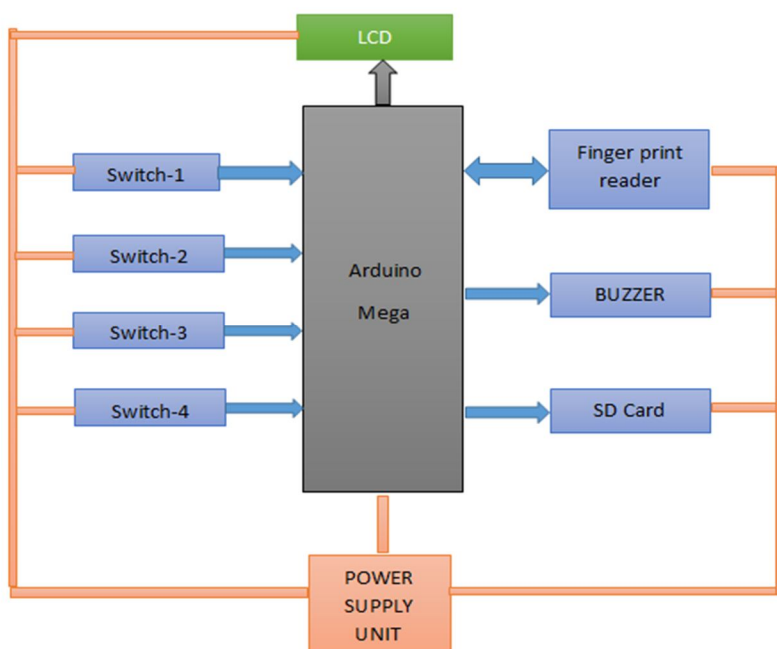 LCD
Switch-1
Switch-2
Switch-3
Switch-4
Arduino
Mega
Finger print
reader
BUZZER
SD Card
POWER
SUPPLY
UNIT